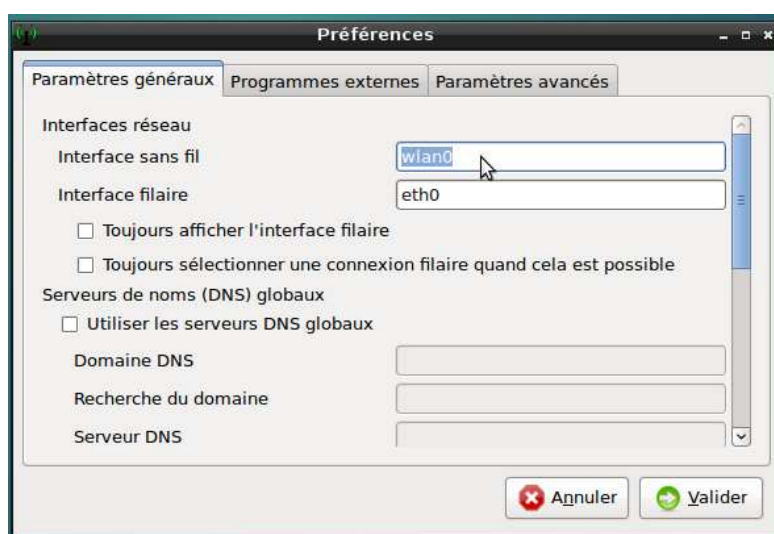 Préférences
Paramètres généraux Programmes externes Paramètres avancés
Interfaces réseau
Interface sans fil wlan0
Interface filaire eth0
Toujours afficher l'interface filaire
Toujours sélectionner une connexion filaire quand cela est possible
Serveurs de noms (DNS) globaux
Utiliser les serveurs DNS globaux
Domaine DNS
Recherche du domaine
Serveur DNS
Annuler Valider